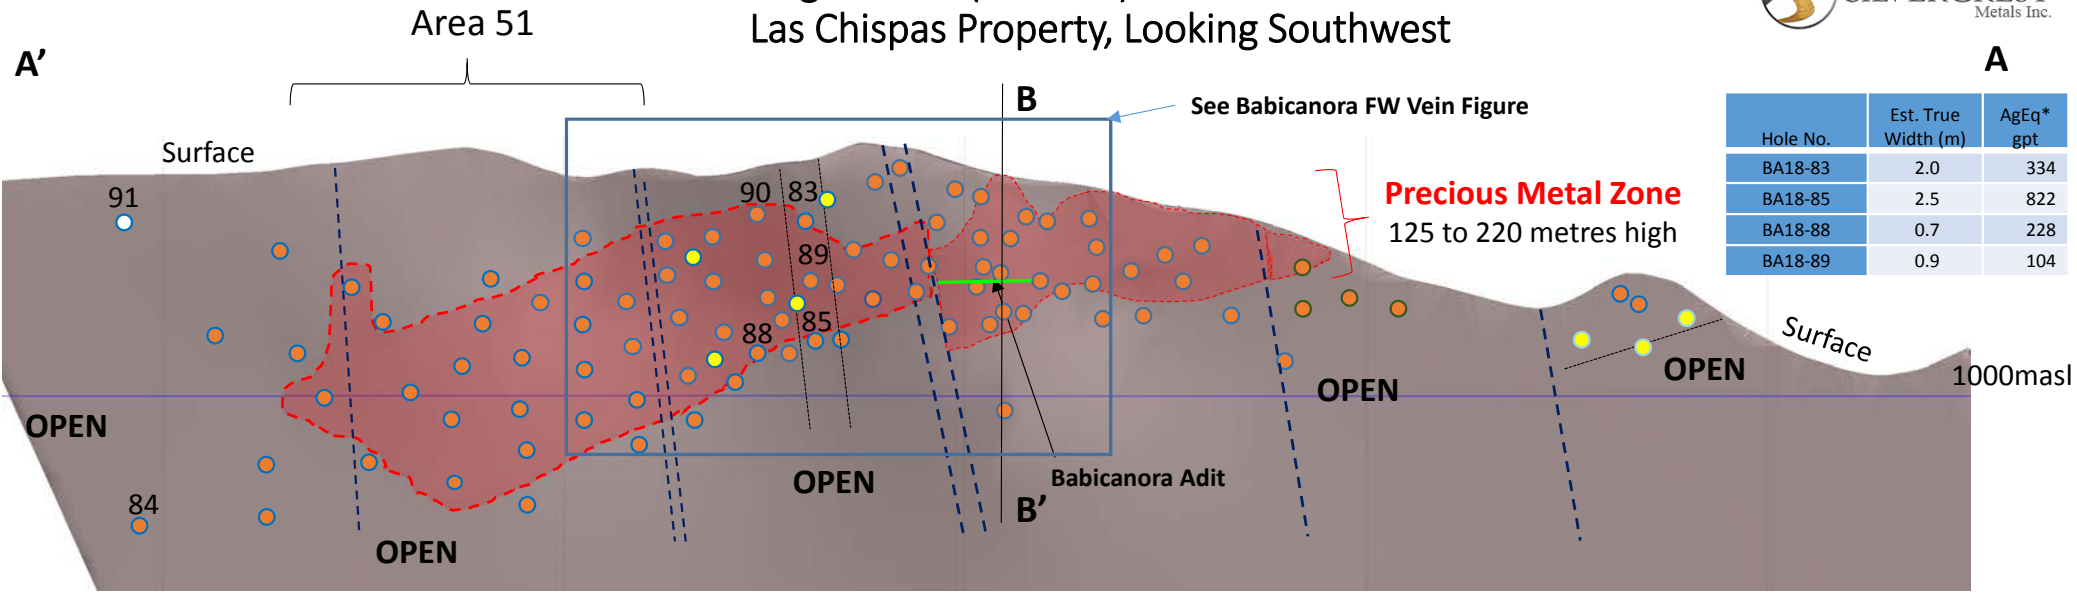 Las Chispas Property, Looking Southwest
Metals Inc.
Area 51
A'
A
B
See Babicanora FW Vein Figure
Hole No.
Est. True Width (m)
AgEq* gpt
BA18-83 2.0 334
BA18-85 2.5 822
BA18-88 0.7 228
BA18-89 0.9 104
Surface
91
90
83
Precious Metal Zone
125 to 220 metres high
89
85
88
Surface
OPEN
1000masl
OPEN
OPEN
Babicanora Adit
OPEN
84
B'
OPEN